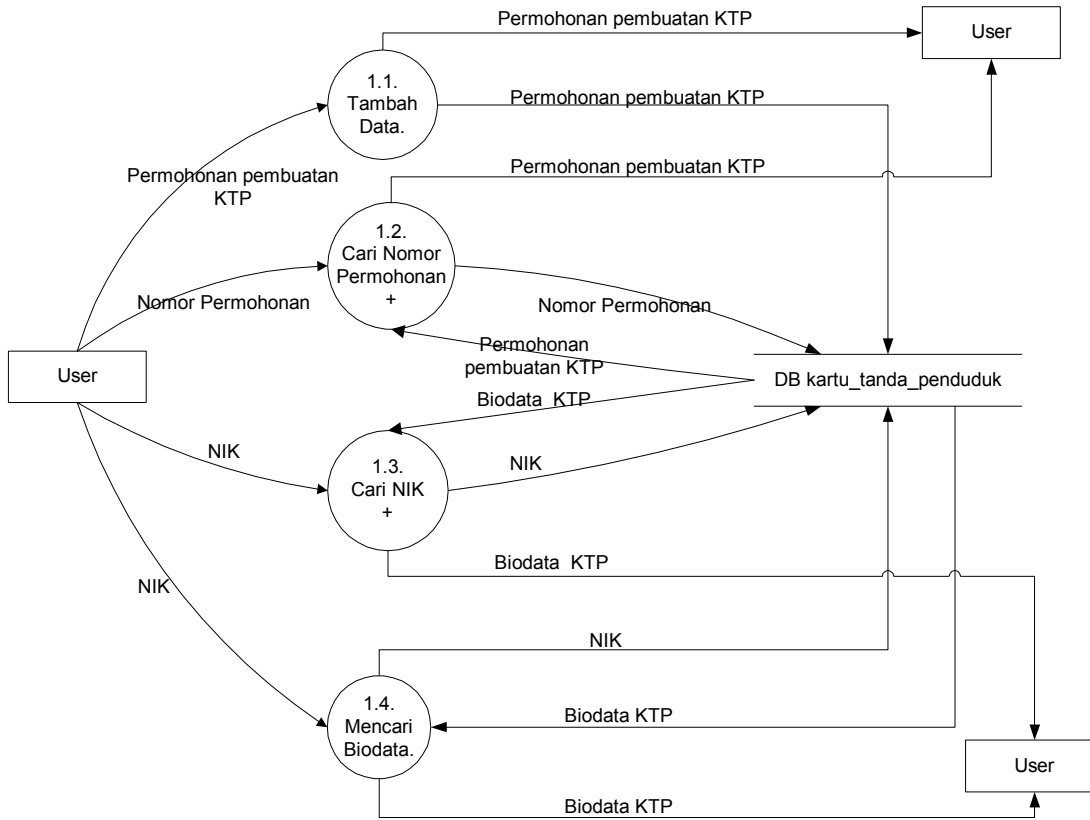 Permohonan pembuatan KTP
User
1.1.
Tambah
Data.
Permohonan pembuatan KTP
Permohonan pembuatan KTP
Permohonan pembuatan
KTP
1.2.
Cari Nomor
Permohonan
+
Nomor Permohonan
Nomor Permohonan
Permohonan
pembuatan KTP
User
DB kartu_tanda_penduduk
Biodata KTP
NIK
1.3.
Cari NIK
+
NIK
Biodata KTP
NIK
NIK
1.4.
Mencari
Biodata.
Biodata KTP
User
Biodata KTP